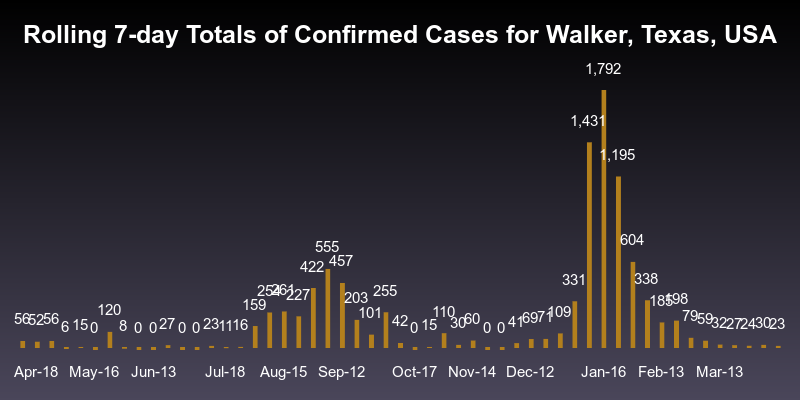 Rolling 7-day Totals of Confirmed Cases for Walker, Texas, USA
56 52 56 6 15 0 120 8 0 0 27 0 0 23 11 16 159 254 261 227 422 555 457 203 101 255 42 0 15 110 30 60 0 0 41 69 71 109 331 1,431 1,792 1,195 604 338 185 198 79 59 32 27 24 30 23
Apr-18 May-16 Jun-13 Jul-18 Aug-15 Sep-12 Oct-17 Nov-14 Dec-12 Jan-16 Feb-13 Mar-13